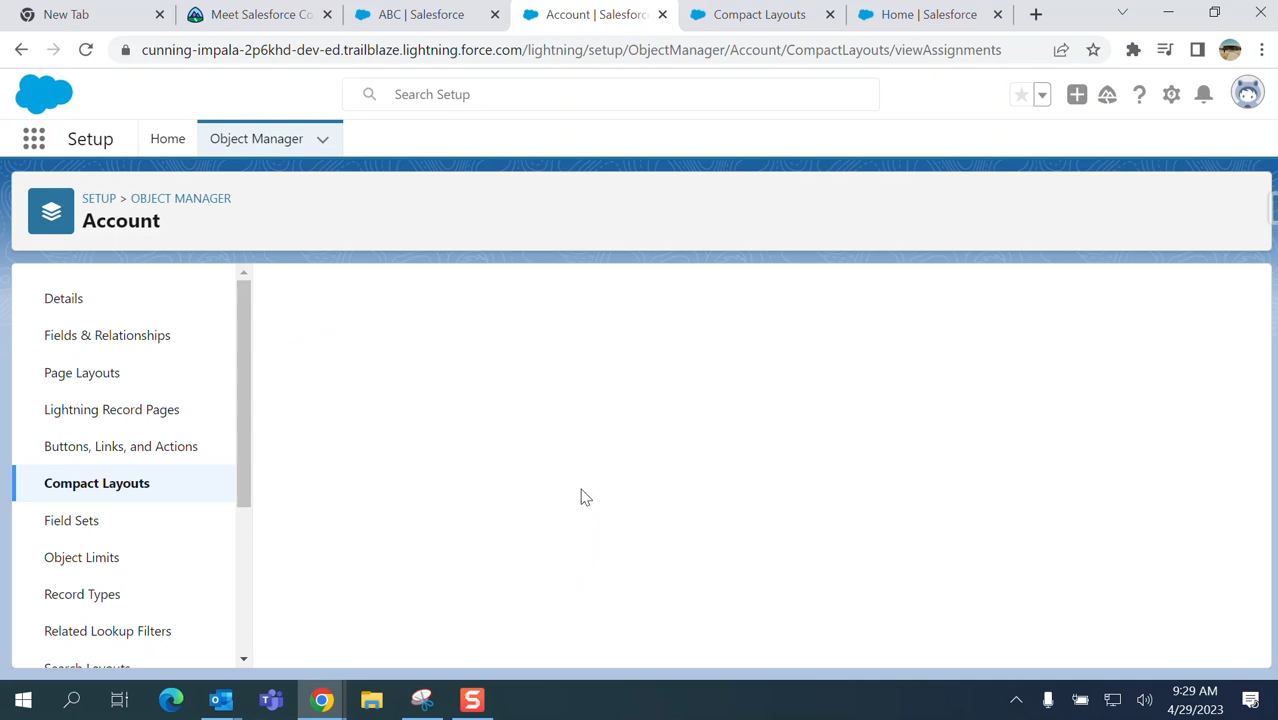 New Tab
Meet Salesforce Co
ABC | Salesforce
Account | Salesforc
Compact Layouts
Home | Salesforce
cunning-impala-2p6khd-dev-ed.trailblaze.lightning.force.com/lightning/setup/ObjectManager/Account/CompactLayouts/viewAssignments
Search Setup
Setup
Home
Object Manager
SETUP > OBJECT MANAGER
Account
Details
Fields & Relationships
Page Layouts
Lightning Record Pages
Buttons, Links, and Actions
Compact Layouts
Field Sets
Object Limits
Record Types
Related Lookup Filters
Search Layouts
9:29 AM
4/29/2023